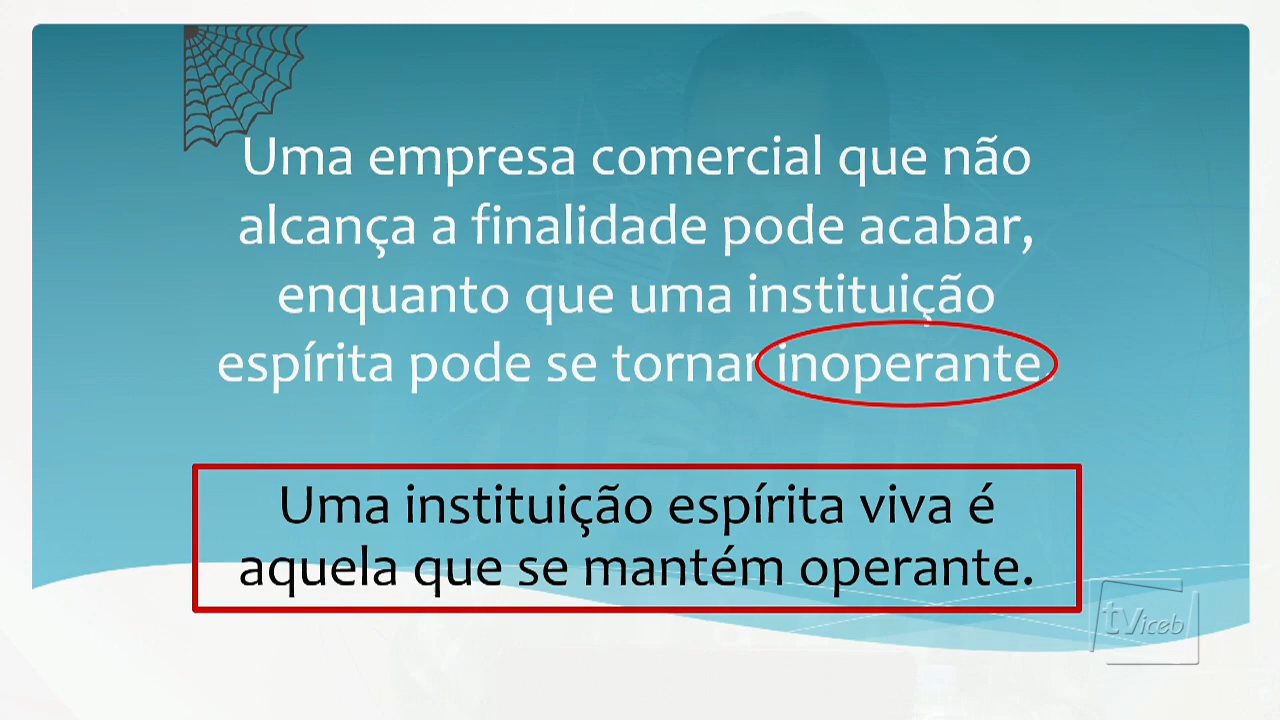 Uma empresa comercial que não
alcança a finalidade pode acabar,
enquanto que uma instituição
espírita pode se tornar inoperante.
Uma instituição espírita viva é
aquela que se mantém operante.
tViceb